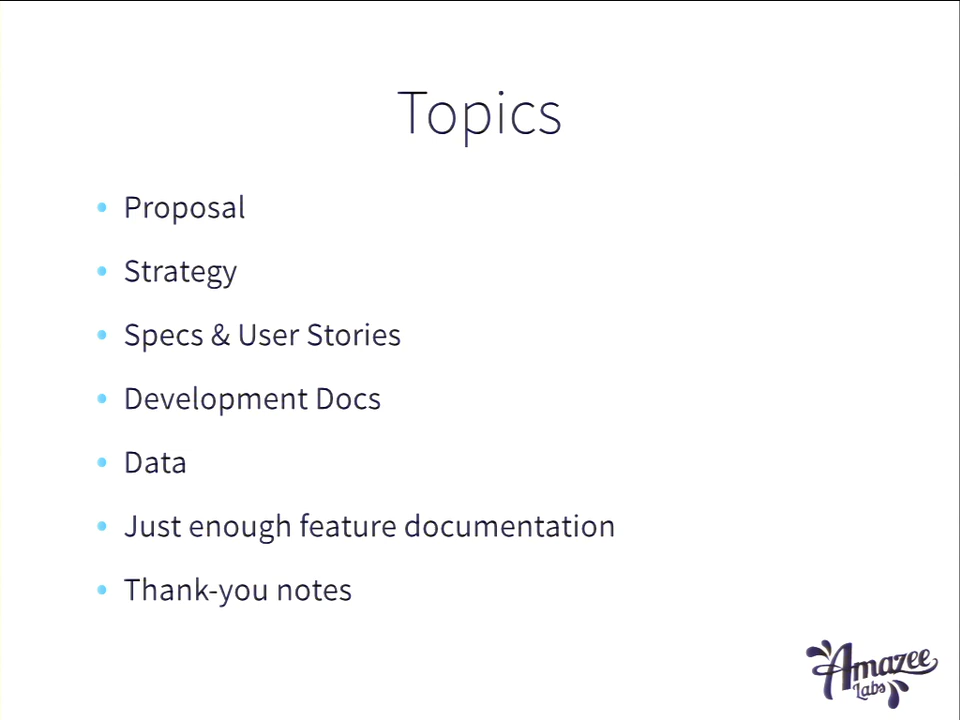 Topics
Proposal
Strategy
Specs & User Stories
Development Docs
Data
Just enough feature documentation
Thank-you notes
Amazee
Labs